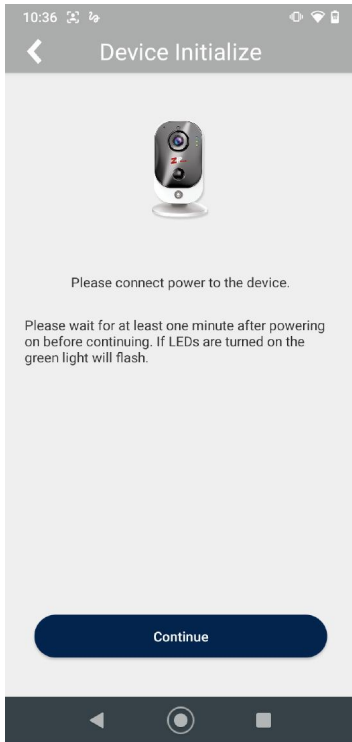 10:36
Device Initialize
Please connect power to the device.
Please wait for at least one minute after powering
on before continuing. If LEDs are turned on the
green light will flash.
Continue